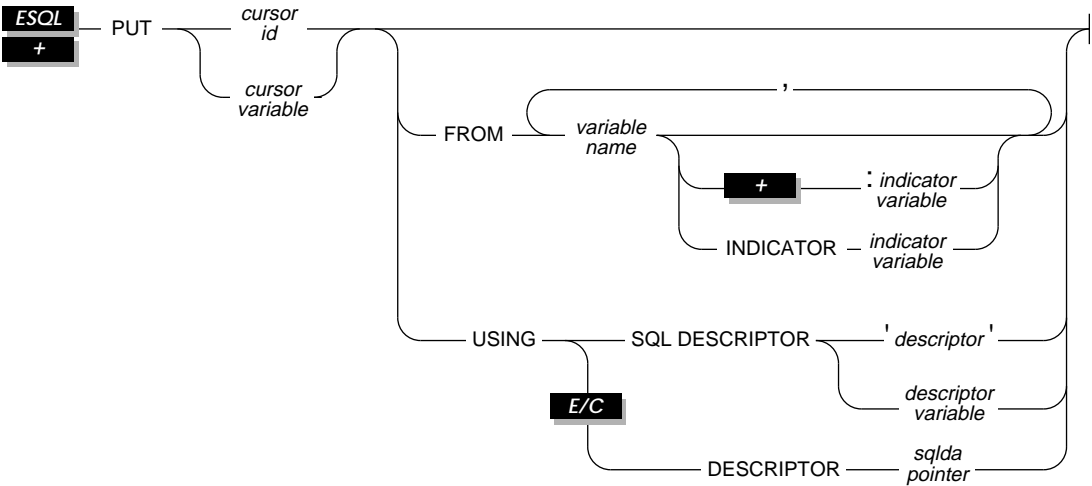 ESQL
+
PUT
cursor
id
cursor
variable
,
FROM
variable
name
+
: indicator
variable
INDICATOR
indicator
variable
USING
SQL DESCRIPTOR
' descriptor '
descriptor
variable
E/C
DESCRIPTOR
sqlda
pointer